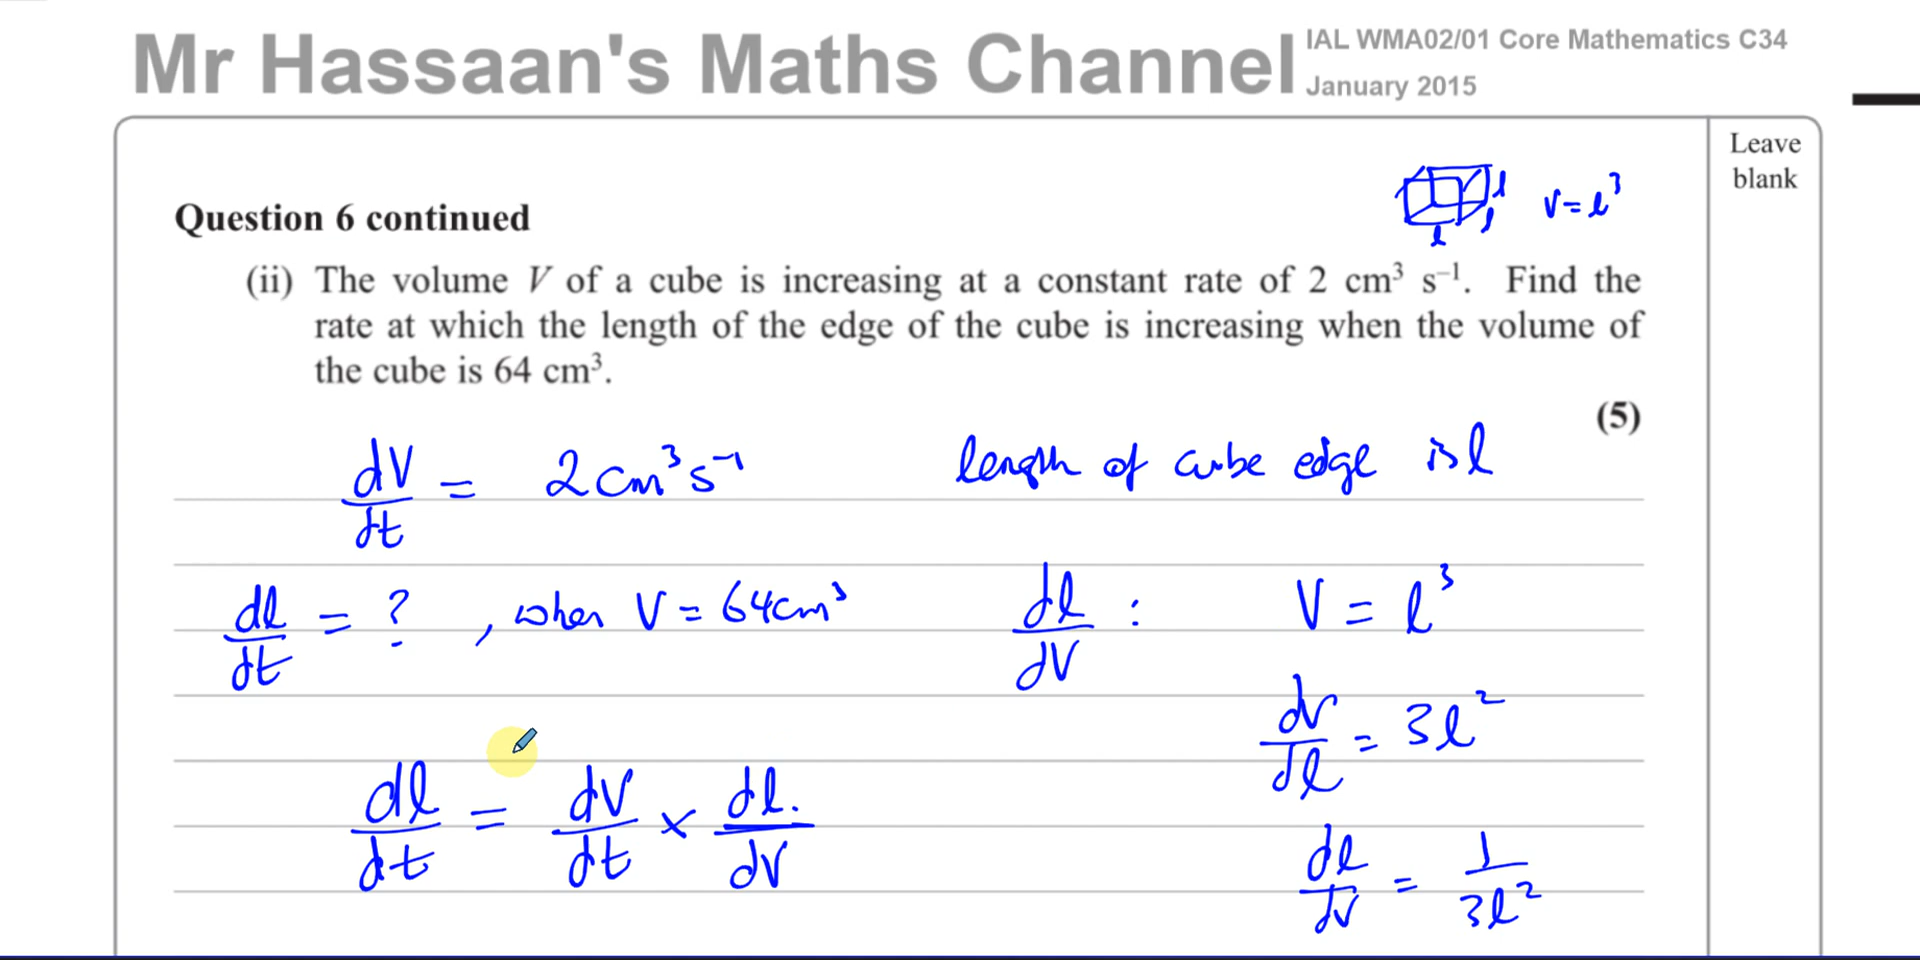 Mr Hassaan's Maths Channel
IAL WMA02/01 Core Mathematics C34
January 2015
Leave
blank
l
l
l
V = l³
Question 6 continued
(ii) The volume V of a cube is increasing at a constant rate of 2 cm³ s⁻¹. Find the
rate at which the length of the edge of the cube is increasing when the volume of
the cube is 64 cm³.
(5)
dV/dt = 2cm³s⁻¹
length of cube edge is l
dl/dt = ? , when V = 64cm³
dl/dV :
V = l³
dV/dl = 3l²
dl/dt = dV/dt × dl/dV
dl/dV = 1/3l²